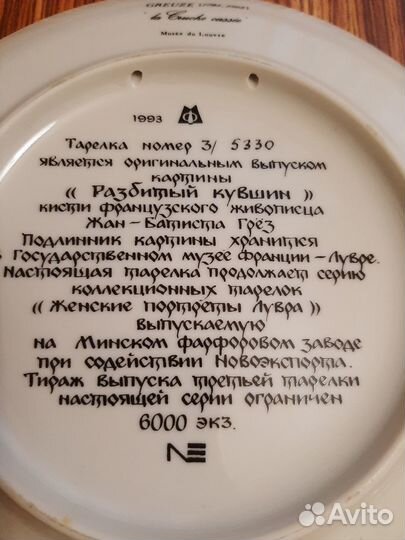 GREUZE
la Cruche cassée
Musée du Louvre
1993 МФ
Тарелка номер 3/ 5330
является оригинальным выпуском
картины
« Разбитый кувшин »
кисти французского живописца
Жан-Батиста Грёз
Подлинник картины хранится
в Государственном музее Франции-Лувре.
Настоящая тарелка продолжает серию
коллекционных тарелок
« Женские портреты Лувра »
выпускаемую
на Минском фарфоровом заводе
при содействии Новоэкспорта.
Тираж выпуска третьей тарелки
настоящей серии ограничен
6000 экз.
NE
Avito